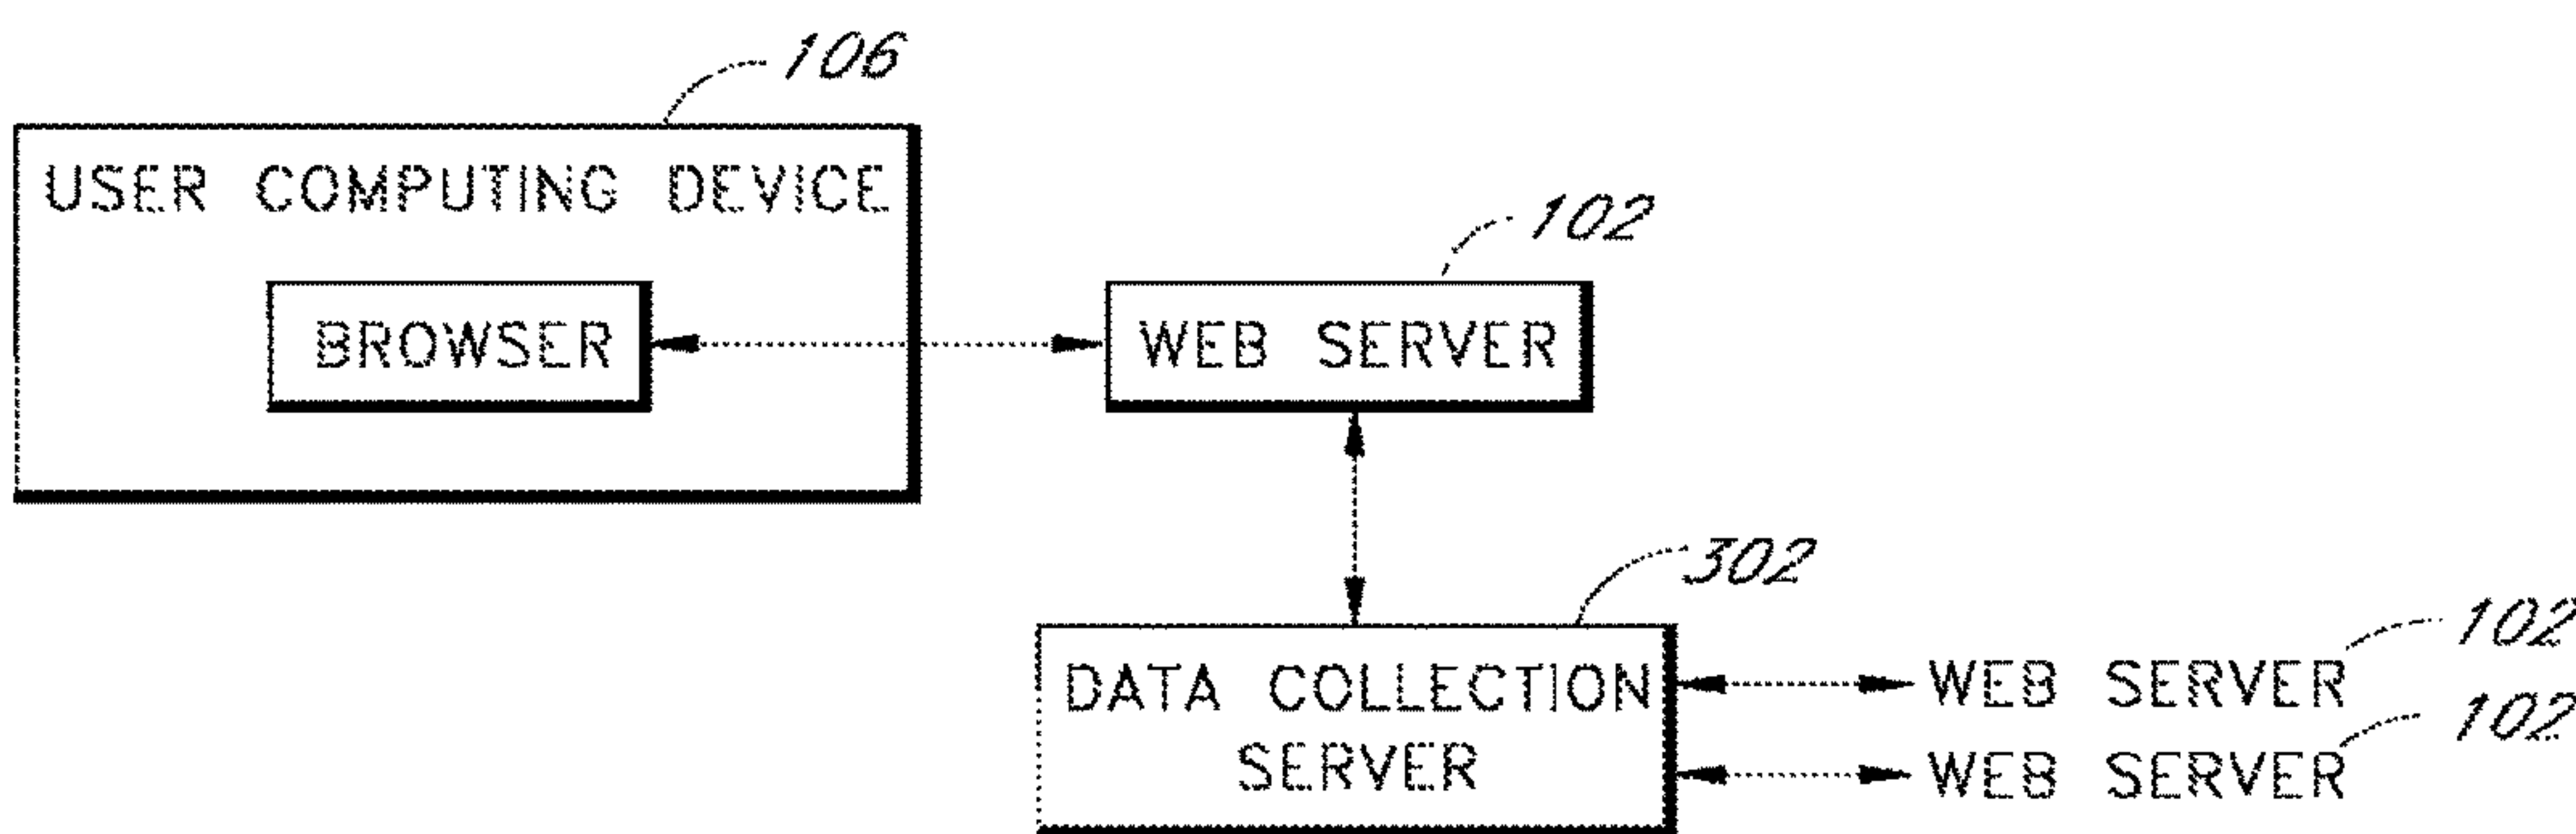 106
USER COMPUTING DEVICE
102
BROWSER
WEB SERVER
302
102
DATA COLLECTION
SERVER
WEB SERVER
102
WEB SERVER